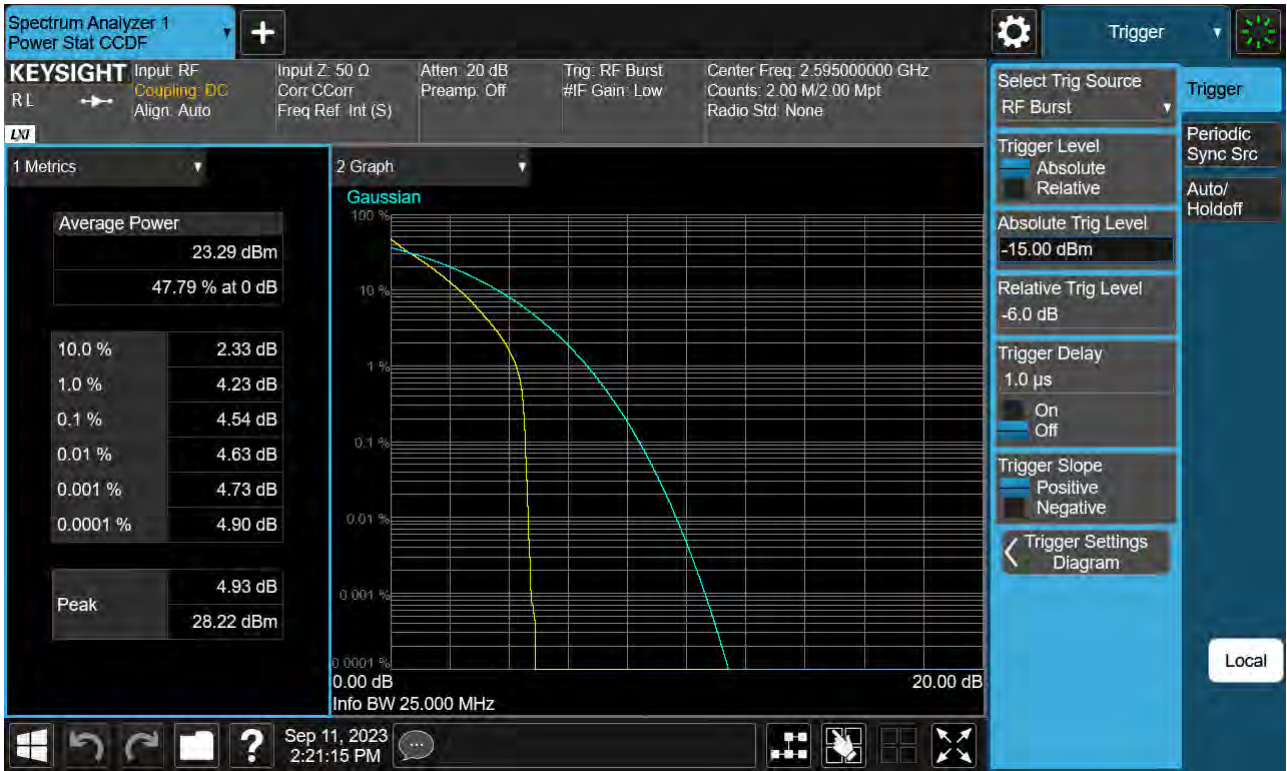 Spectrum Analyzer 1
Power Stat CCDF
+
Trigger
KEYSIGHT
RL
LXI
Input: RF
Coupling: DC
Align: Auto
Input Z: 50 Ω
Corr CCorr
Freq Ref: Int (S)
Atten: 20 dB
Preamp: Off
Trig: RF Burst
#IF Gain: Low
Center Freq: 2.595000000 GHz
Counts: 2.00 M/2.00 Mpt
Radio Std: None
1 Metrics
Average Power
23.29 dBm
47.79 % at 0 dB
10.0 % 2.33 dB
1.0 % 4.23 dB
0.1 % 4.54 dB
0.01 % 4.63 dB
0.001 % 4.73 dB
0.0001 % 4.90 dB
Peak
4.93 dB
28.22 dBm
2 Graph
Gaussian
100 %
10 %
1 %
0.1 %
0.01 %
0.001 %
0.0001 %
0.00 dB 20.00 dB
Info BW 25.000 MHz
Select Trig Source
RF Burst
Trigger Level
Absolute
Relative
Absolute Trig Level
-15.00 dBm
Relative Trig Level
-6.0 dB
Trigger Delay
1.0 μs
On
Off
Trigger Slope
Positive
Negative
Trigger Settings
Diagram
Trigger
Periodic
Sync Src
Auto/
Holdoff
Local
?
Sep 11, 2023
2:21:15 PM